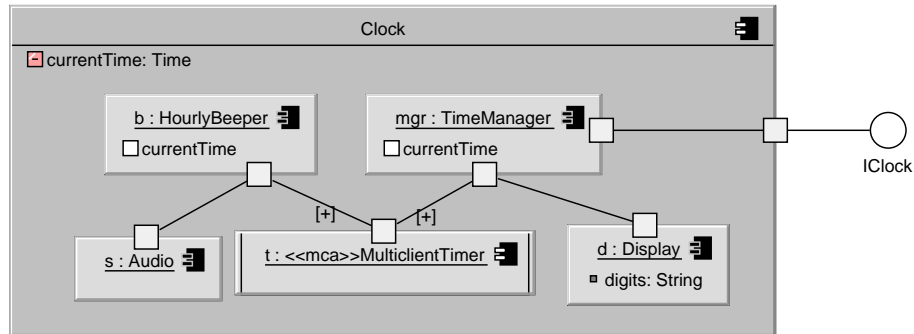 Clock
currentTime: Time
b : HourlyBeeper
mgr : TimeManager
currentTime
currentTime
IClock
[+]
[+]
s : Audio
t : <<mca>>MulticlientTimer
d : Display
digits: String